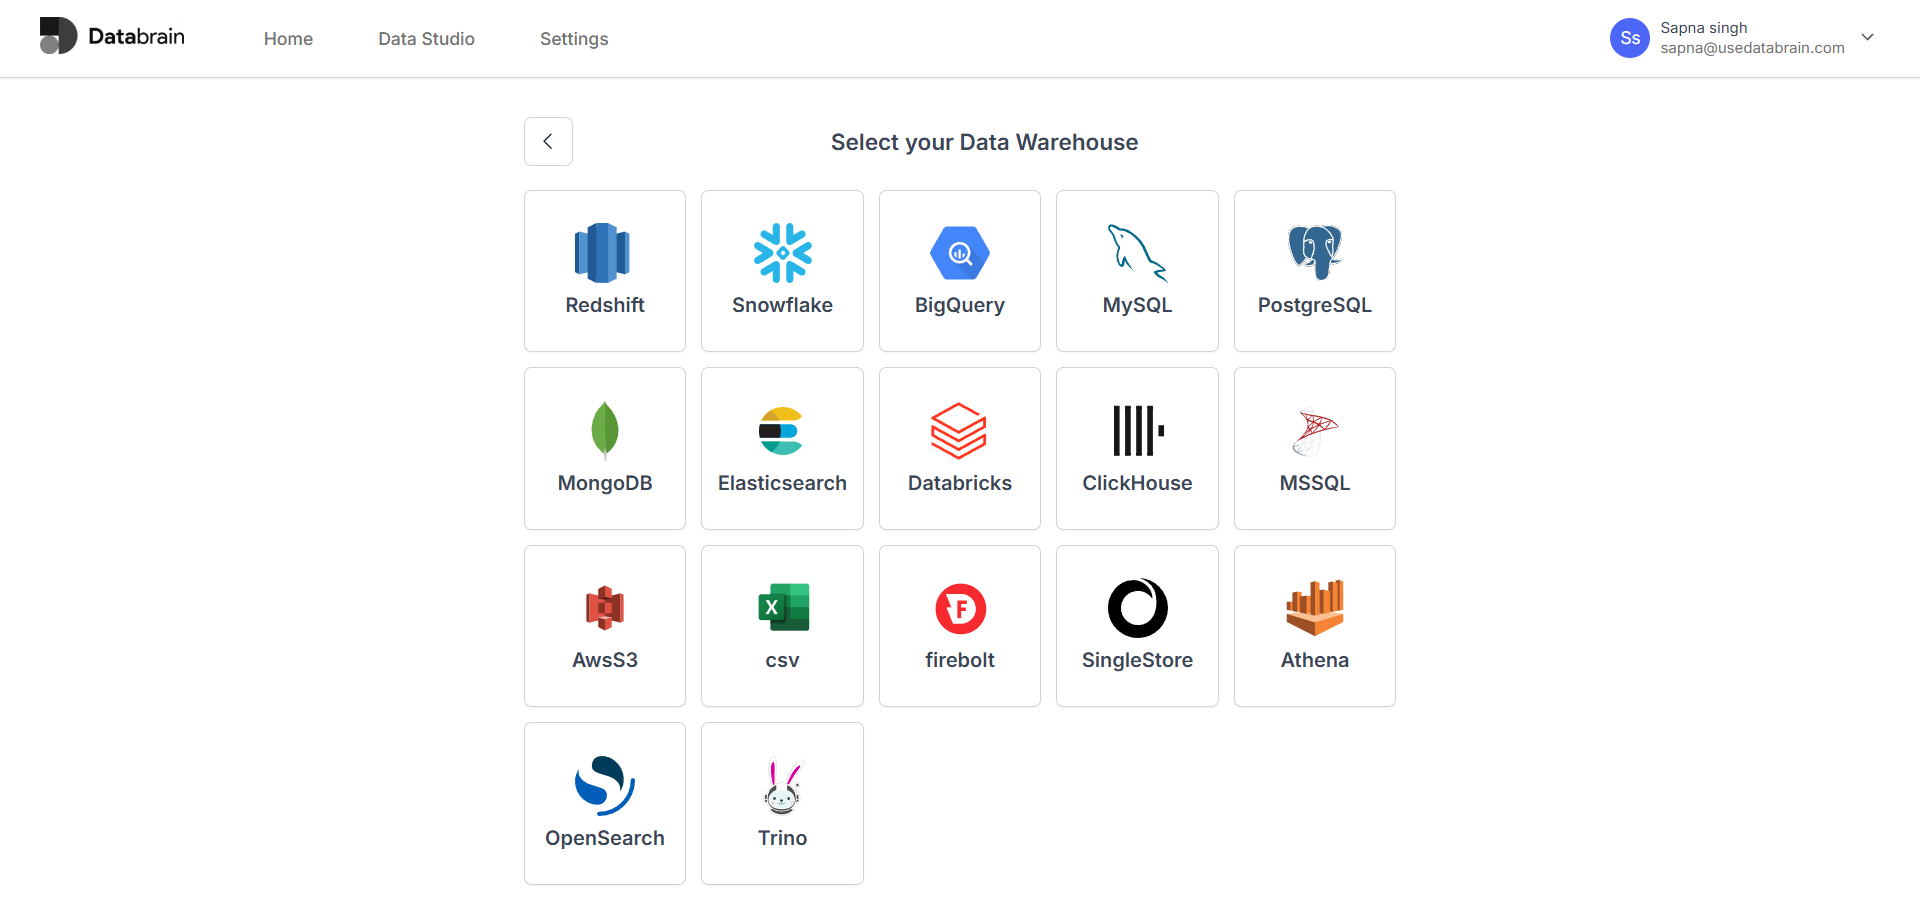 Databrain
Home
Data Studio
Settings
Ss
Sapna singh
sapna@usedatabrain.com
Select your Data Warehouse
Redshift
Snowflake
BigQuery
MySQL
PostgreSQL
MongoDB
Elasticsearch
Databricks
ClickHouse
MSSQL
AwsS3
X
csv
F
firebolt
SingleStore
Athena
OpenSearch
Trino